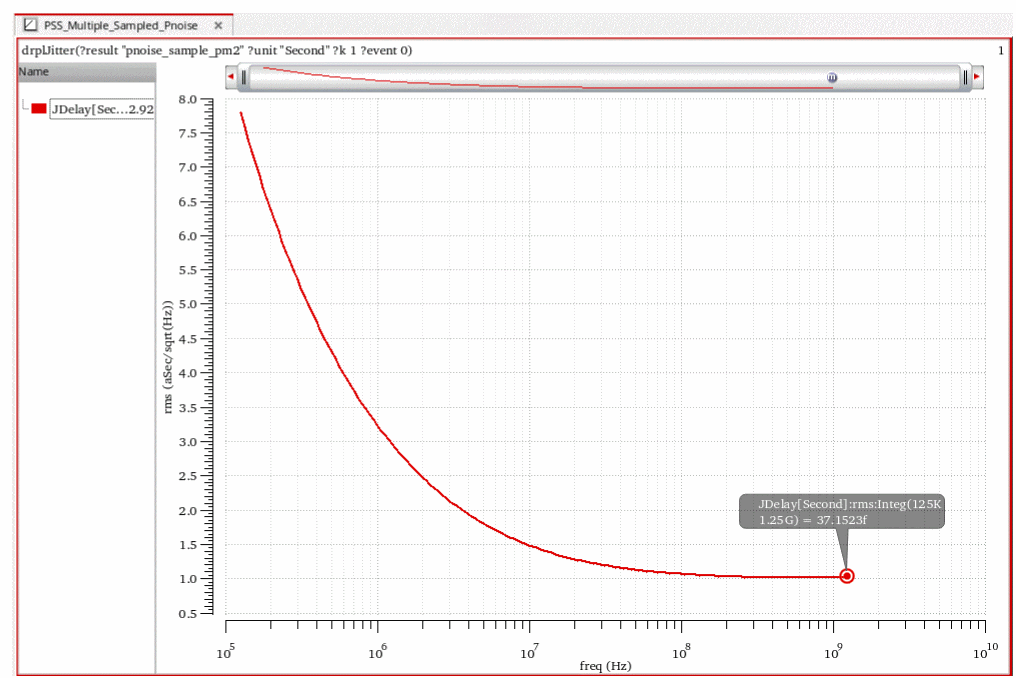 PSS_Multiple_Sampled_Pnoise ×
drplJitter(?result "pnoise_sample_pm2" ?unit "Second" ?k 1 ?event 0) 1
Name
JDelay[Sec...2.92
8.0
7.5
7.0
6.5
6.0
5.5
5.0
4.5
4.0
3.5
3.0
2.5
2.0
1.5
1.0
0.5
rms (aSec/sqrt(Hz))
JDelay[Second]:rms:Integ(125K
1.25G) = 37.1523f
10^5 10^6 10^7 10^8 10^9 10^10
freq (Hz)